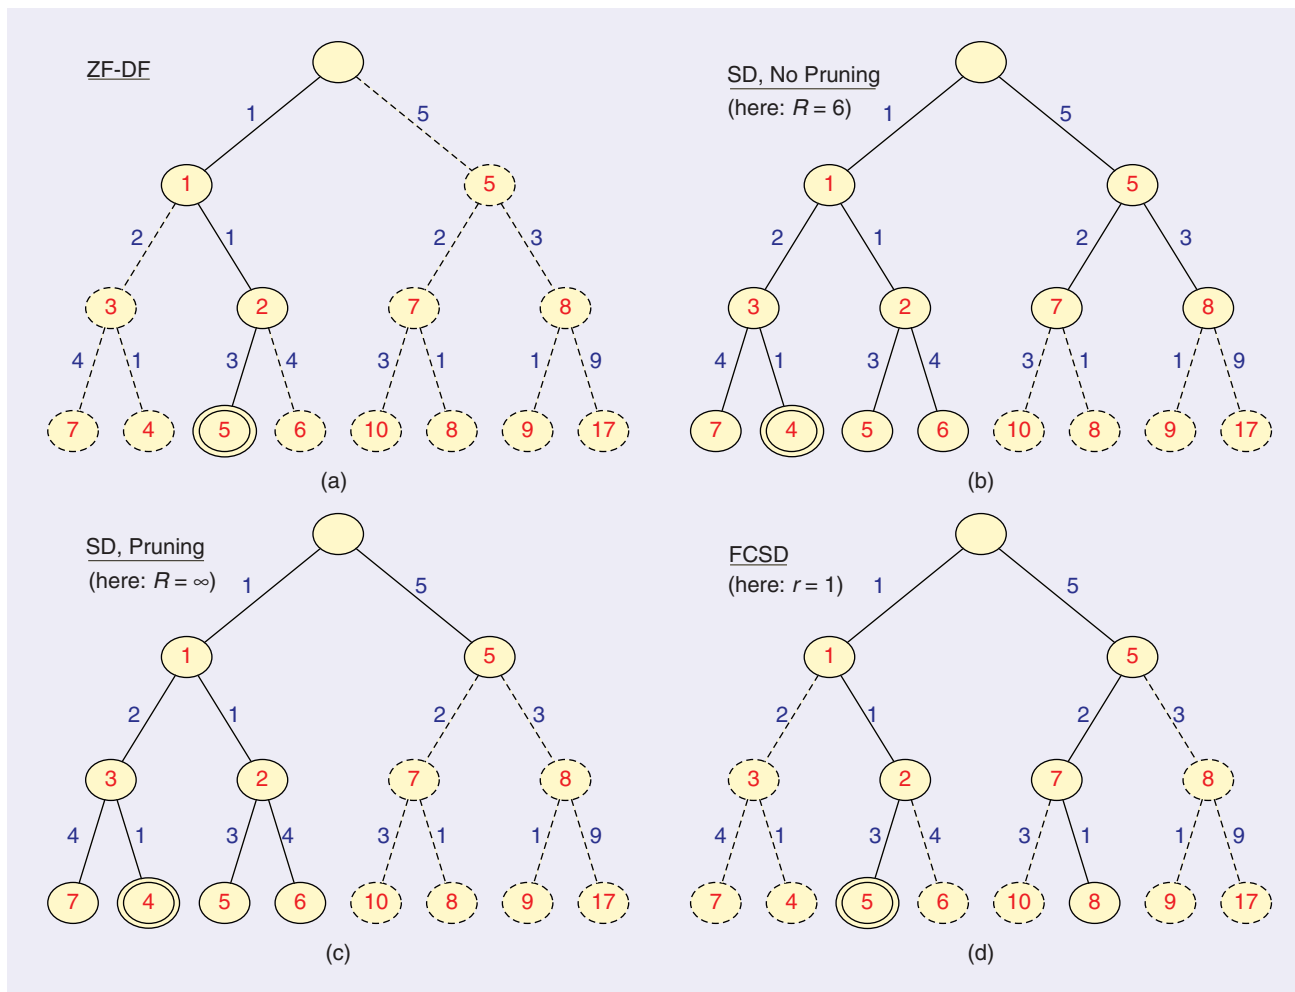 ZF-DF
1 5
1 5
2 1 2 3
3 2 7 8
4 1 3 4 3 1 1 9
7 4 5 6 10 8 9 17
(a)
SD, No Pruning
(here: R = 6)
1 5
1 5
2 1 2 3
3 2 7 8
4 1 3 4 3 1 1 9
7 4 5 6 10 8 9 17
(b)
SD, Pruning
(here: R = ∞)
1 5
1 5
2 1 2 3
3 2 7 8
4 1 3 4 3 1 1 9
7 4 5 6 10 8 9 17
(c)
FCSD
(here: r = 1)
1 5
1 5
2 1 2 3
3 2 7 8
4 1 3 4 3 1 1 9
7 4 5 6 10 8 9 17
(d)